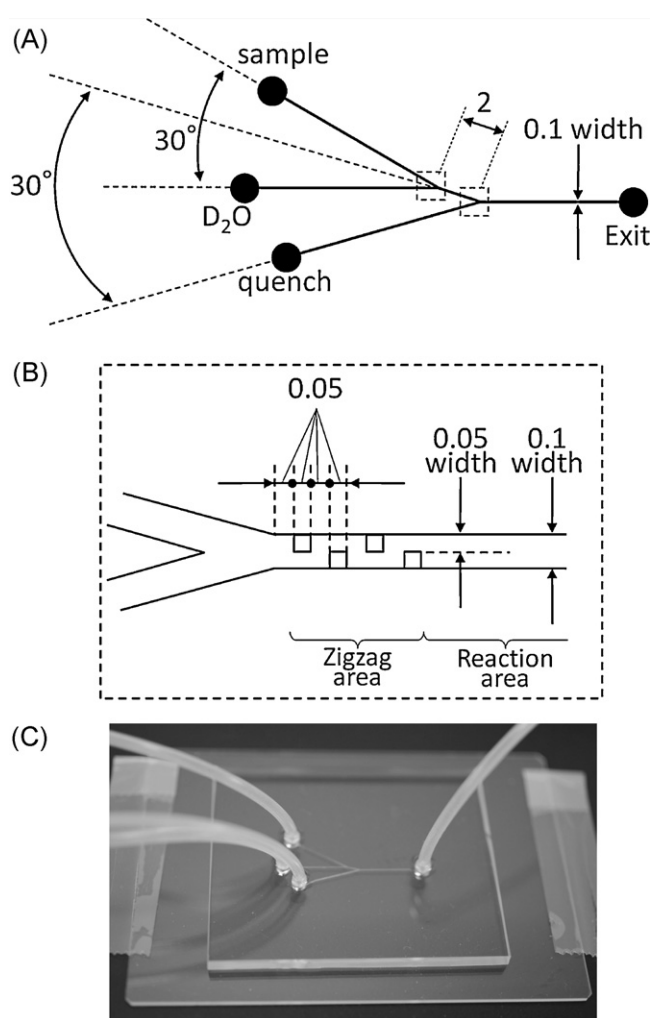 (A)
sample
2
30°
0.1 width
30°
D₂O
Exit
quench
(B)
0.05
0.05
width
0.1
width
Zigzag
area
Reaction
area
(C)